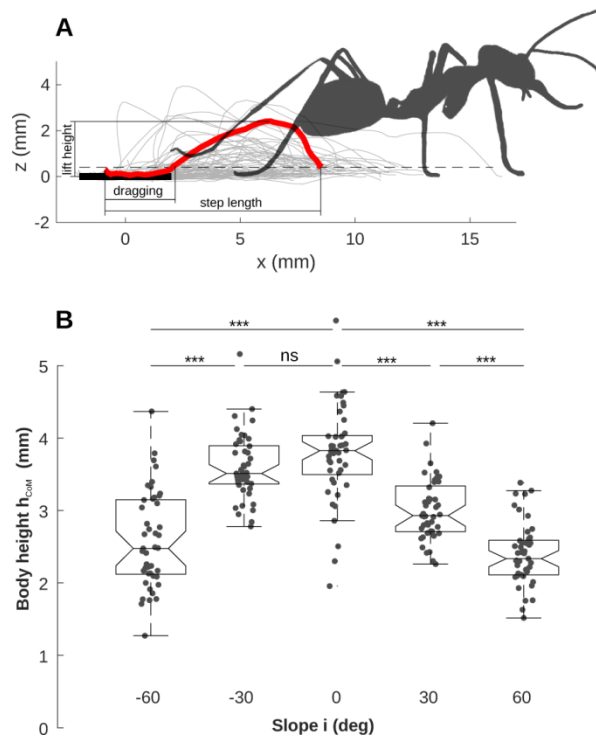 A
4
2
0
-2
z (mm)
lift height
dragging
step length
0
5
10
15
x (mm)
B
***
***
***
ns
***
***
5
4
3
2
1
0
Body height hCoM (mm)
-60
-30
0
30
60
Slope i (deg)